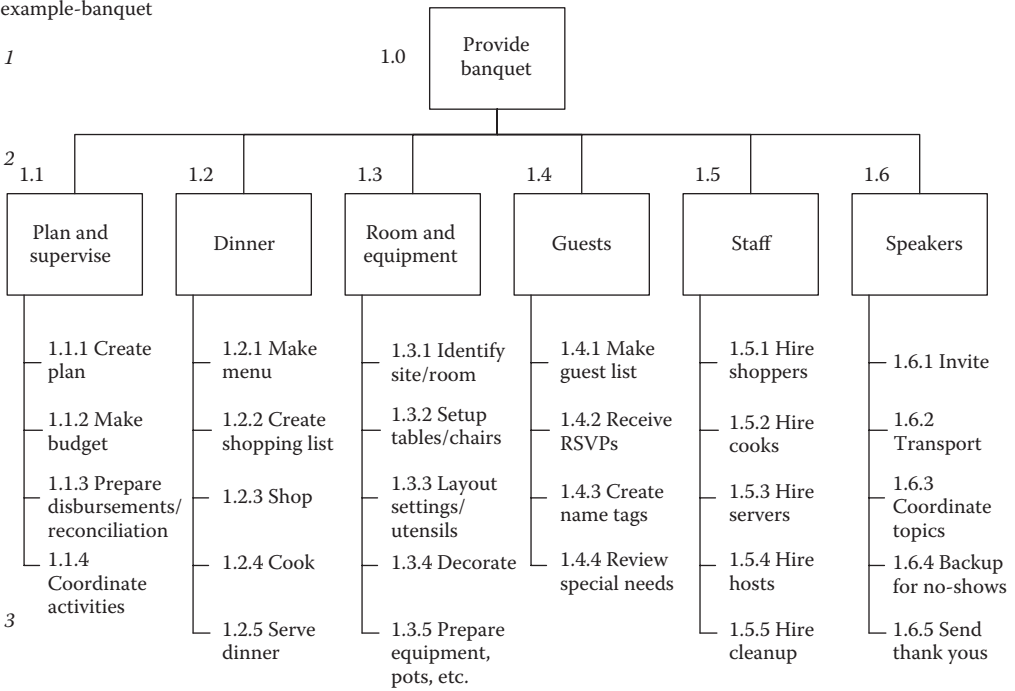 example-banquet
1
1.0
Provide
banquet
2
1.1
1.2
1.3
1.4
1.5
1.6
Plan and
supervise
Dinner
Room and
equipment
Guests
Staff
Speakers
1.1.1 Create
plan
1.1.2 Make
budget
1.1.3 Prepare
disbursements/
reconciliation
1.1.4
Coordinate
activities
1.2.1 Make
menu
1.2.2 Create
shopping list
1.2.3 Shop
1.2.4 Cook
1.2.5 Serve
dinner
1.3.1 Identify
site/room
1.3.2 Setup
tables/chairs
1.3.3 Layout
settings/
utensils
1.3.4 Decorate
1.3.5 Prepare
equipment,
pots, etc.
1.4.1 Make
guest list
1.4.2 Receive
RSVPs
1.4.3 Create
name tags
1.4.4 Review
special needs
1.5.1 Hire
shoppers
1.5.2 Hire
cooks
1.5.3 Hire
servers
1.5.4 Hire
hosts
1.5.5 Hire
cleanup
1.6.1 Invite
1.6.2
Transport
1.6.3
Coordinate
topics
1.6.4 Backup
for no-shows
1.6.5 Send
thank yous
3